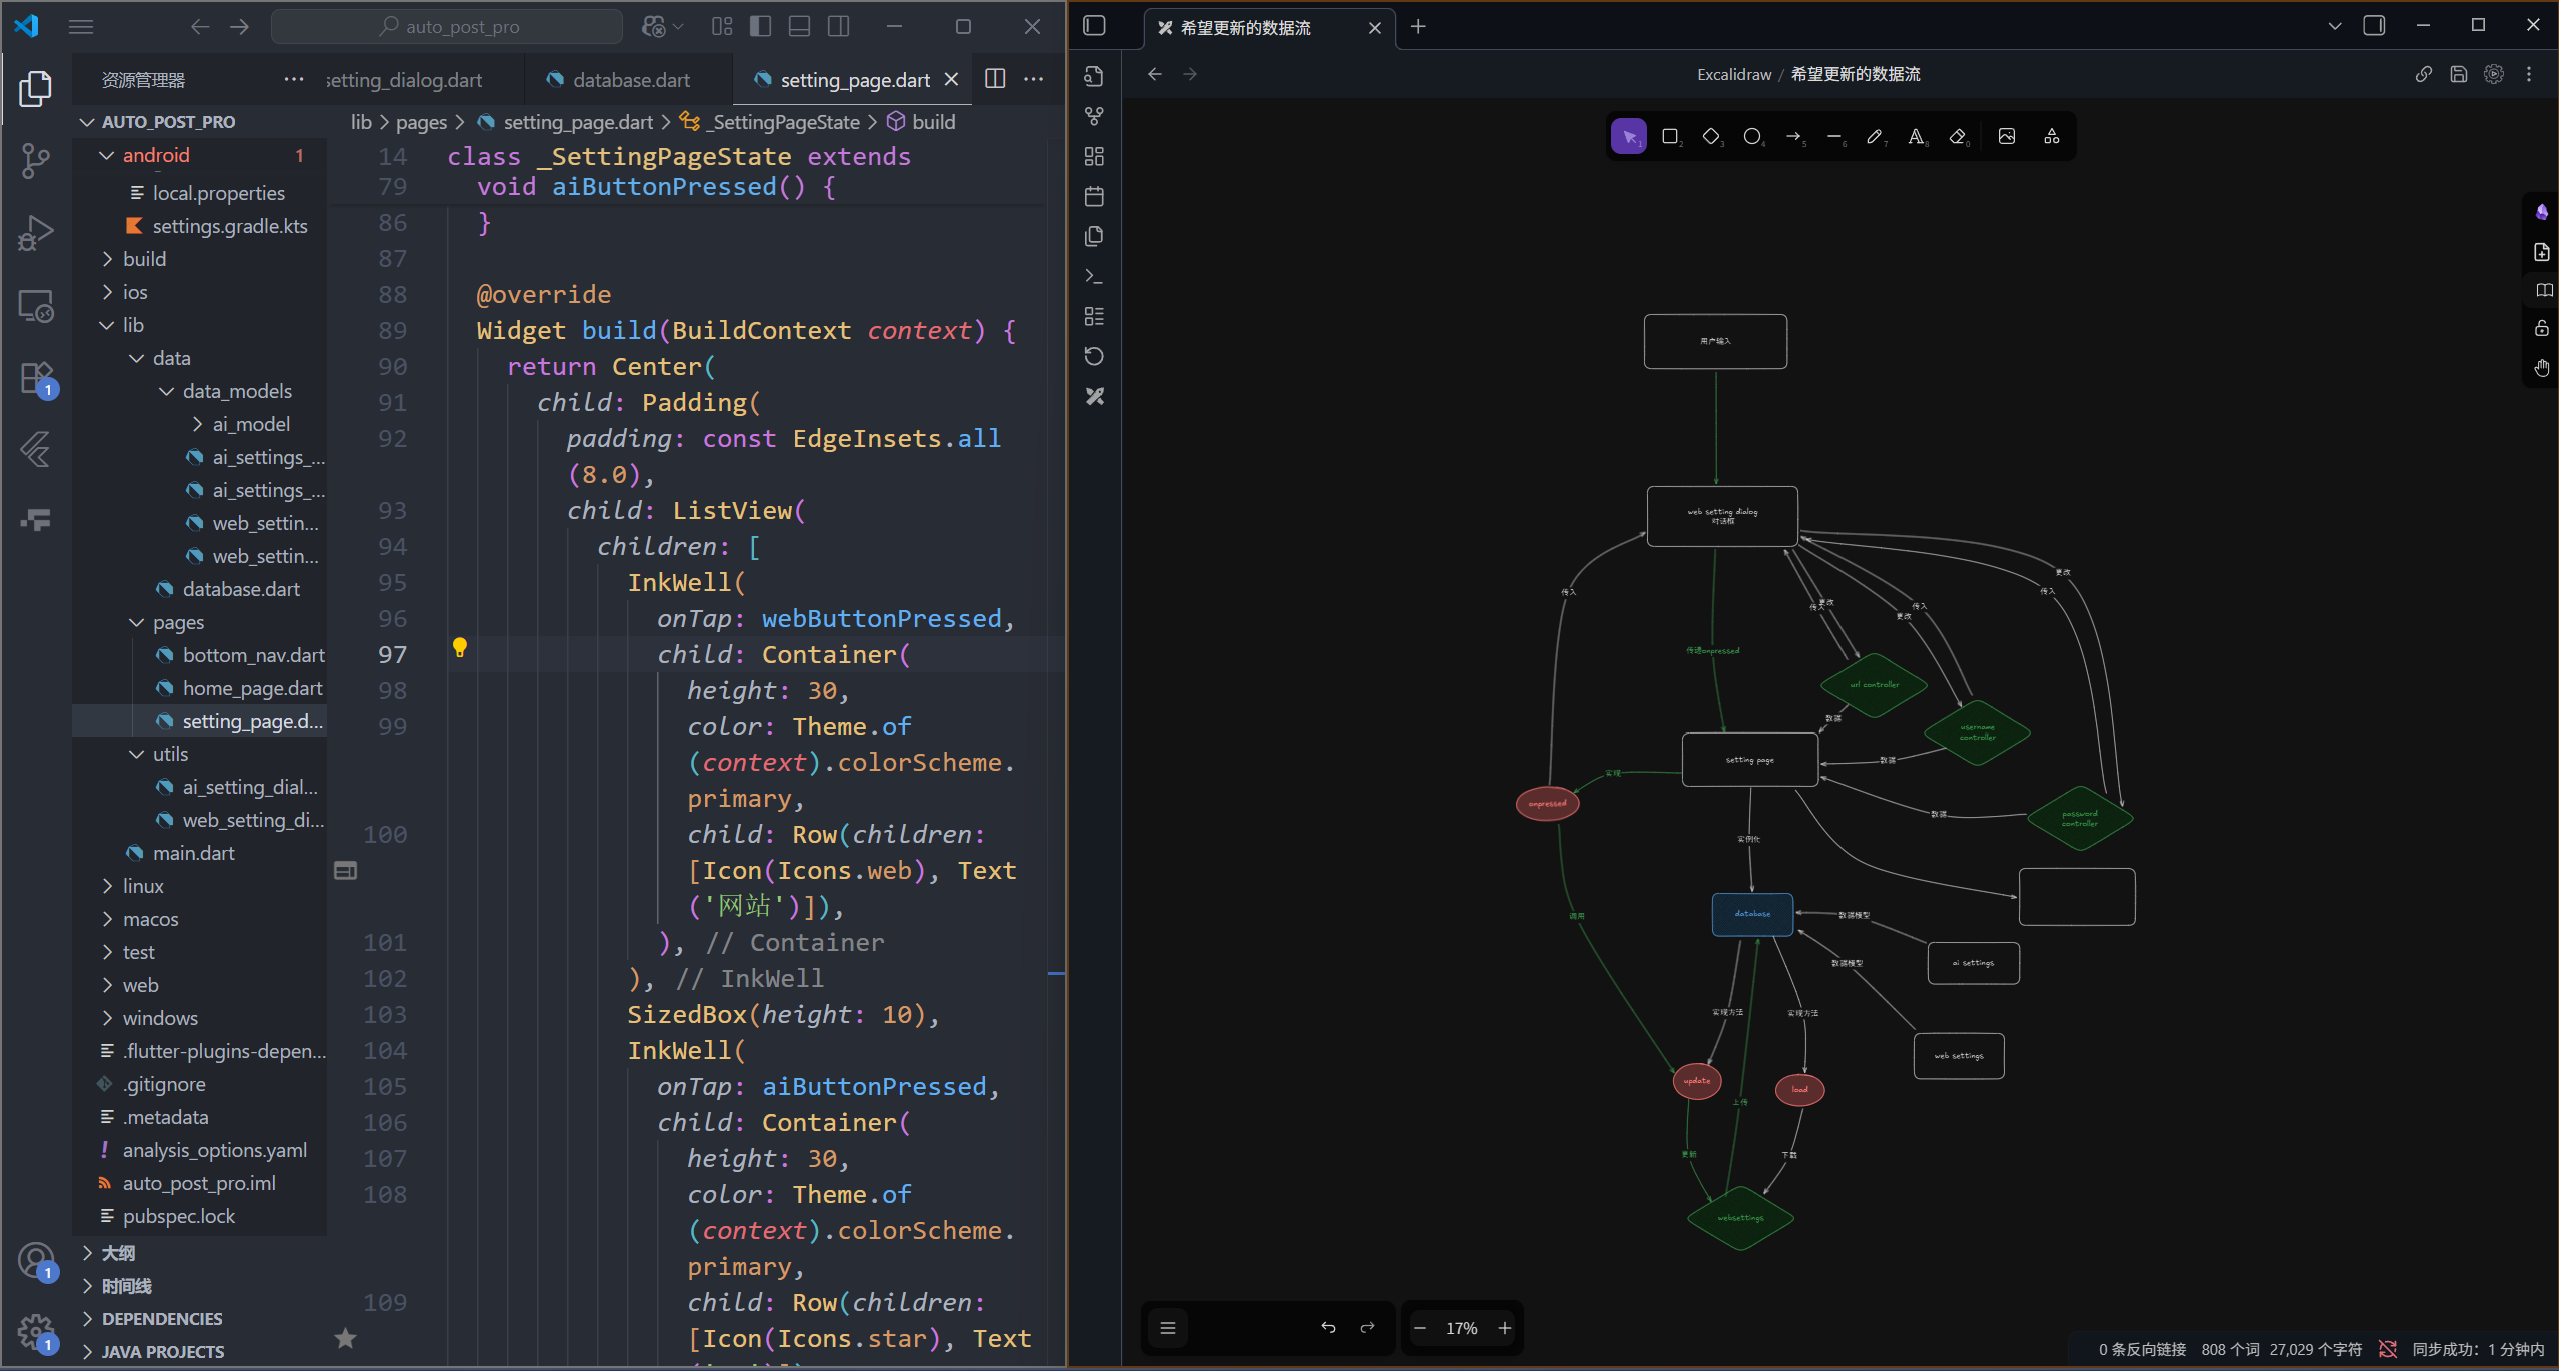 auto_post_pro
资源管理器
setting_dialog.dart
database.dart
setting_page.dart
AUTO_POST_PRO
lib > pages > setting_page.dart > _SettingPageState > build
android 1
local.properties
settings.gradle.kts
build
ios
lib
data
data_models
ai_model
ai_settings_...
ai_settings_...
web_settin...
web_settin...
database.dart
pages
bottom_nav.dart
home_page.dart
setting_page.d...
utils
ai_setting_dial...
web_setting_di...
main.dart
linux
macos
test
web
windows
.flutter-plugins-depen...
.gitignore
.metadata
analysis_options.yaml
auto_post_pro.iml
pubspec.lock
大纲
时间线
DEPENDENCIES
JAVA PROJECTS
1
1
1
14 class _SettingPageState extends
79 void aiButtonPressed() {
86 }
87
88 @override
89 Widget build(BuildContext context) {
90 return Center(
91 child: Padding(
92 padding: const EdgeInsets.all
(8.0),
93 child: ListView(
94 children: [
95 InkWell(
96 onTap: webButtonPressed,
97 child: Container(
98 height: 30,
99 color: Theme.of
(context).colorScheme.
primary,
100 child: Row(children:
[Icon(Icons.web), Text
('网站')]),
101 ), // Container
102 ), // InkWell
103 SizedBox(height: 10),
104 InkWell(
105 onTap: aiButtonPressed,
106 child: Container(
107 height: 30,
108 color: Theme.of
(context).colorScheme.
primary,
109 child: Row(children:
[Icon(Icons.star), Text
希望更新的数据流
Excalidraw / 希望更新的数据流
用户输入
web setting dialog
对话框
传入
更改
传入
传入
更改
传入
更改
传递onpressed
url controller
数据
username
controller
数据
setting page
实现
onpressed
password
controller
数据
实例化
database
数据模型
调用
ai settings
数据模型
实现方法
实现方法
web settings
update
load
上传
更新
下载
websettings
17%
0 条反向链接 808 个词 27,029 个字符 同步成功：1 分钟内